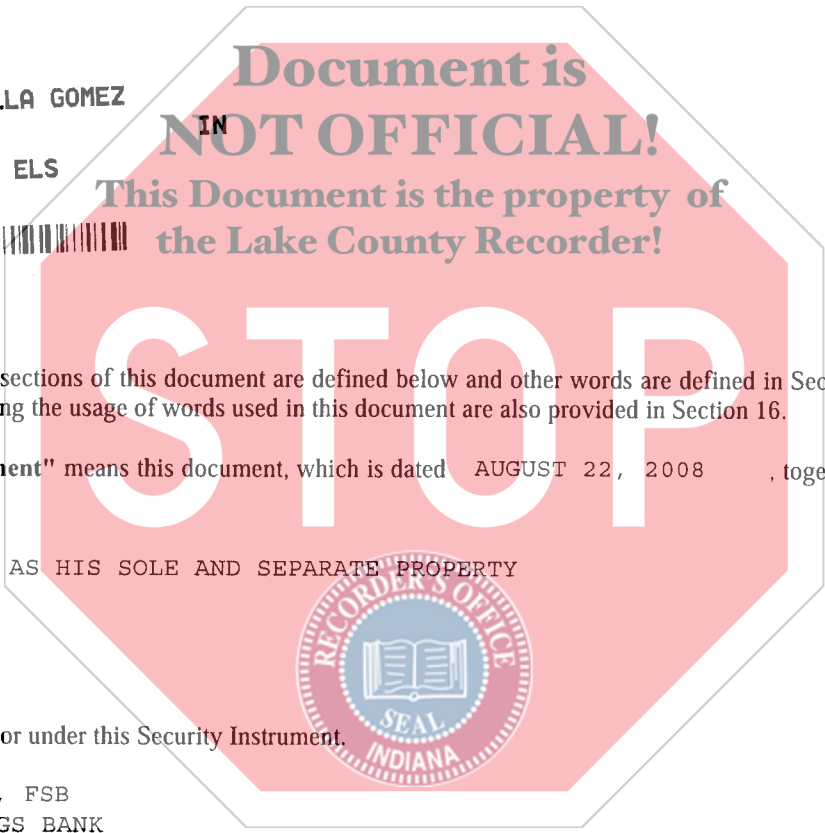 Document is
LLA GOMEZ
IN
NOT OFFICIAL!
ELS
This Document is the property of
the Lake County Recorder!
STOP
sections of this document are defined below and other words are defined in Sec
ng the usage of words used in this document are also provided in Section 16.
ent" means this document, which is dated AUGUST 22, 2008 , toge
AS HIS SOLE AND SEPARATE PROPERTY
RECORDER'S OFFICE
SEAL
INDIANA
or under this Security Instrument.
, FSB
GS BANK